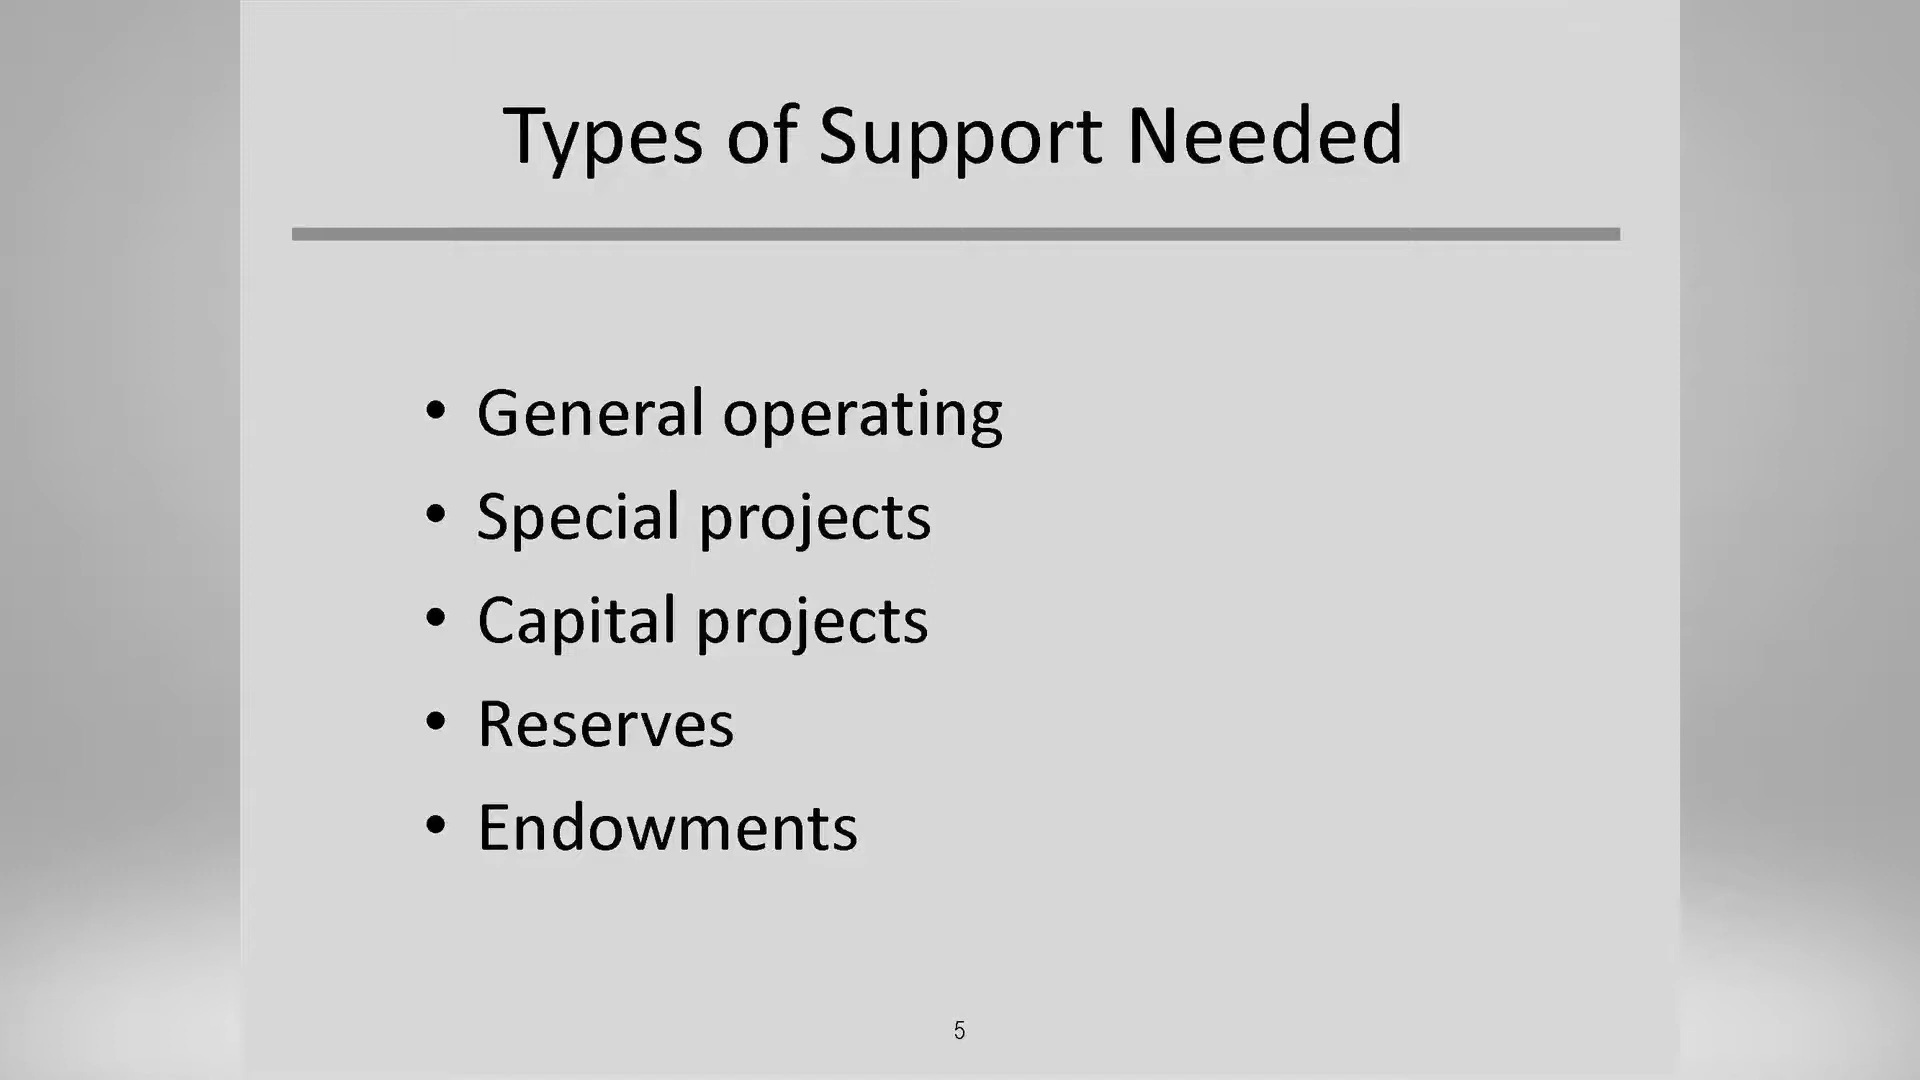 Types of Support Needed
• General operating
• Special projects
• Capital projects
• Reserves
• Endowments
5